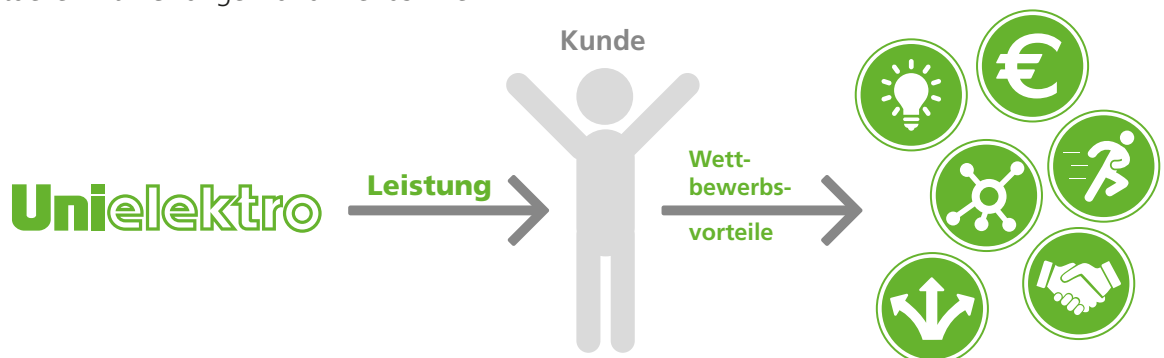 Kunde
Unielektro
Leistung
Wett-
bewerbs-
vorteile
€